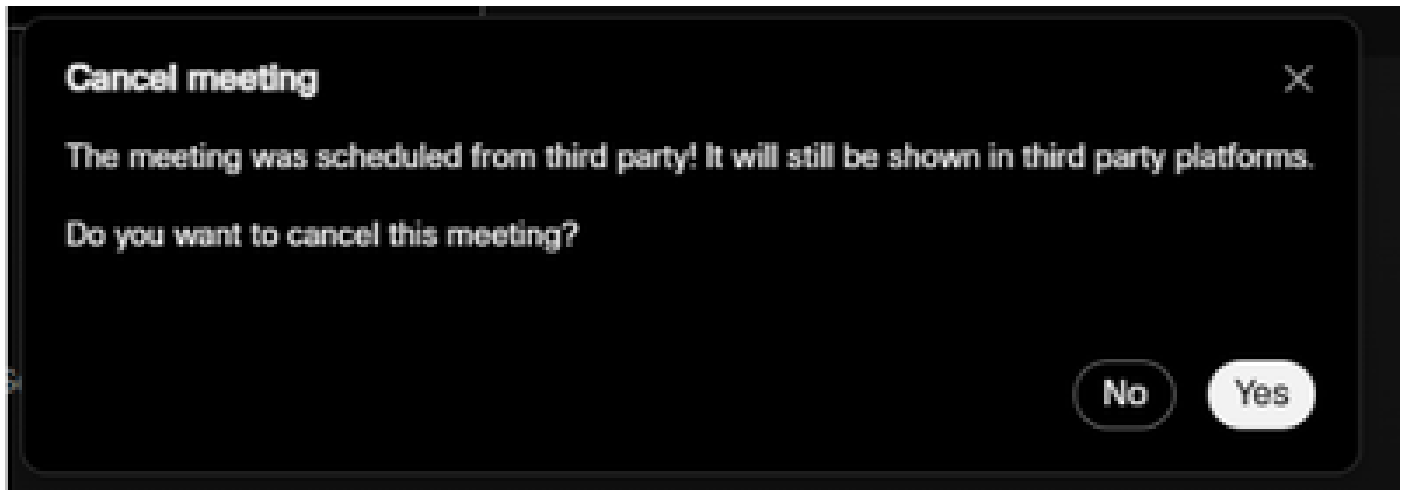 Cancel meeting
The meeting was scheduled from third party! It will still be shown in third party platforms.
Do you want to cancel this meeting?
No
Yes